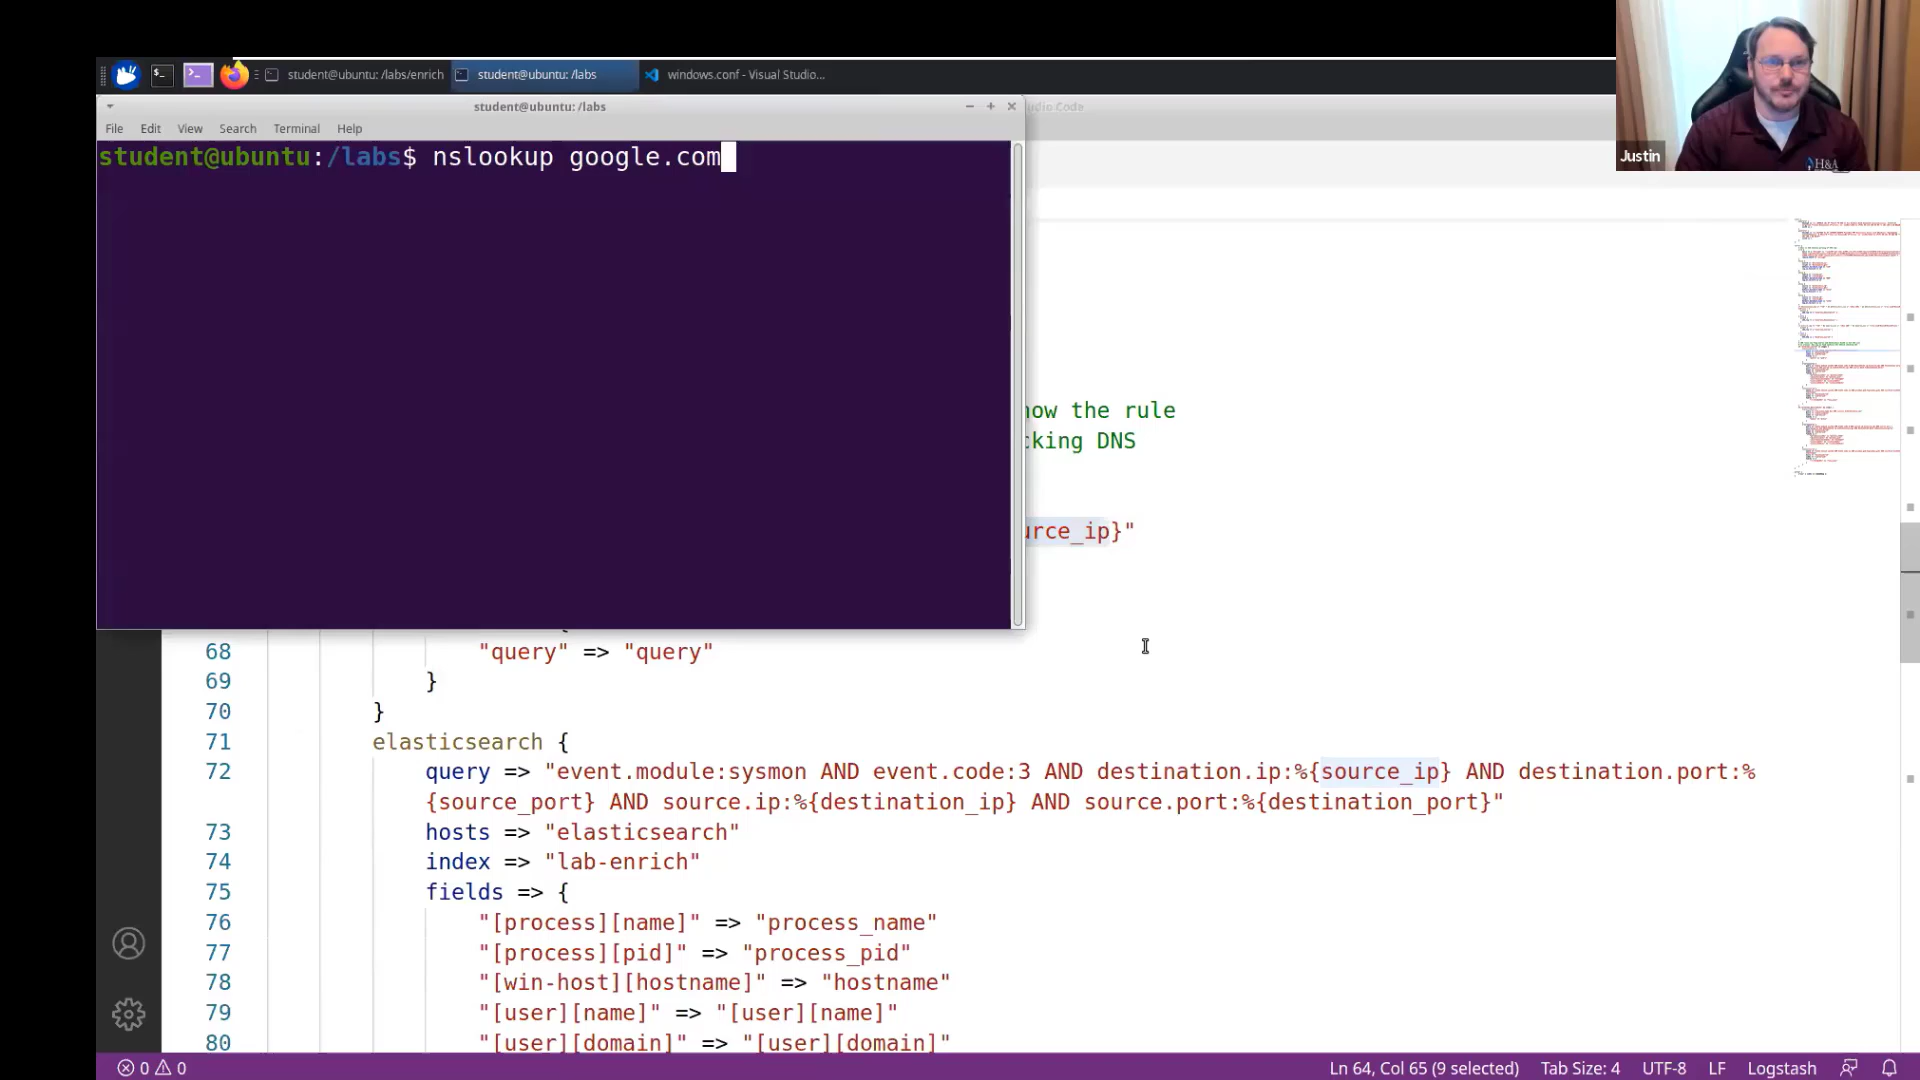 student@ubuntu: /labs/enrich
student@ubuntu: /labs
windows.conf - Visual Studio...
student@ubuntu: /labs
udio Code
File Edit View Search Terminal Help
student@ubuntu:/labs$ nslookup google.com
Justin
H&A
now the rule
cking DNS
urce_ip}"
68 "query" => "query"
69 }
70 }
71 elasticsearch {
72 query => "event.module:sysmon AND event.code:3 AND destination.ip:%{source_ip} AND destination.port:%
{source_port} AND source.ip:%{destination_ip} AND source.port:%{destination_port}"
73 hosts => "elasticsearch"
74 index => "lab-enrich"
75 fields => {
76 "[process][name]" => "process_name"
77 "[process][pid]" => "process_pid"
78 "[win-host][hostname]" => "hostname"
79 "[user][name]" => "[user][name]"
80 "[user][domain]" => "[user][domain]"
0 0
Ln 64, Col 65 (9 selected) Tab Size: 4 UTF-8 LF Logstash